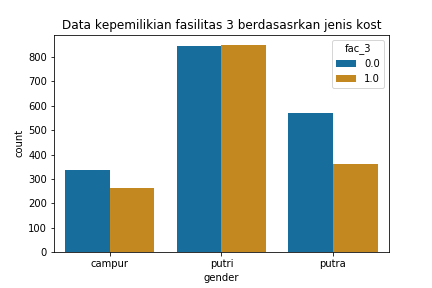 Data kepemilikian fasilitas 3 berdasasrkan jenis kost
fac_3
0.0
1.0
800
700
600
500
400
300
200
100
0
count
campur putri putra
gender